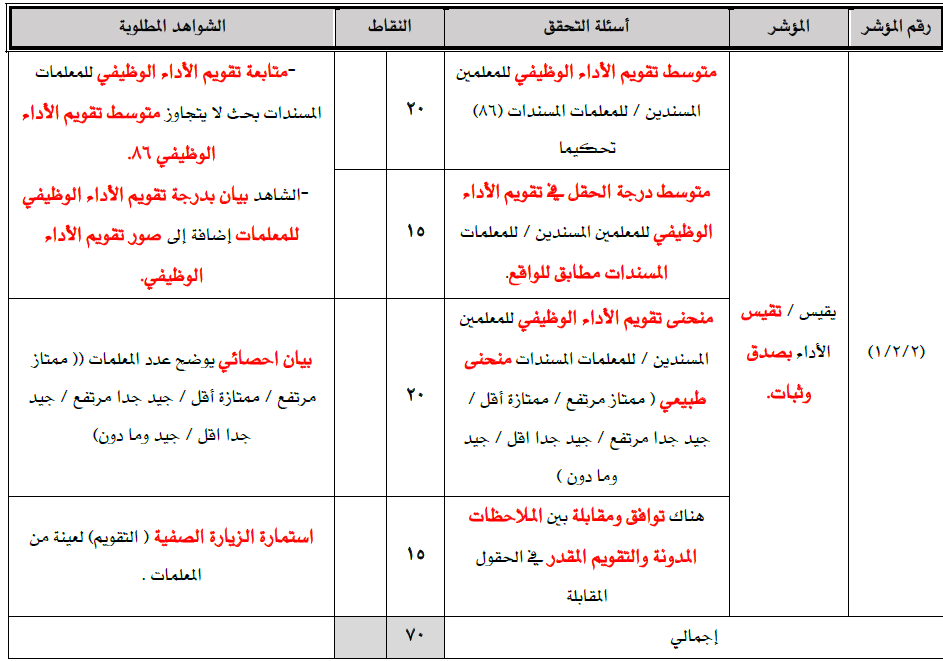 رقم المؤشر
المؤشر
أسئلة التحقق
النقاط
الشواهد المطلوبة
(١/٢/٢)
يقيس / تقيس
الأداء بصدق
وثبات.
متوسط تقويم الأداء الوظيفي للمعلمين
المسندين / للمعلمات المسندات (٨٦)
تحكيما
٢٠
-متابعة تقويم الأداء الوظيفي للمعلمات
المسندات بحث لا يتجاوز متوسط تقويم الأداء
الوظيفي ٨٦.
-الشاهد بيان بدرجة تقويم الأداء الوظيفي
للمعلمات إضافة إلى صور تقويم الأداء
الوظيفي.
متوسط درجة الحقل في تقويم الأداء
الوظيفي للمعلمين المسندين / للمعلمات
المسندات مطابق للواقع.
١٥
منحنى تقويم الأداء الوظيفي للمعلمين
المسندين / للمعلمات المسندات منحنى
طبيعي ( ممتاز مرتفع / ممتازة أقل /
جيد جدا مرتفع / جيد جدا اقل / جيد
وما دون )
٢٠
بيان احصائي يوضح عدد المعلمات (( ممتاز
مرتفع / ممتازة أقل / جيد جدا مرتفع / جيد
جدا اقل / جيد وما دون)
هناك توافق ومقابلة بين الملاحظات
المدونة والتقويم المقدر في الحقول
المقابلة
١٥
استمارة الزيارة الصفية ( التقويم) لعينة من
المعلمات .
إجمالي
٧٠